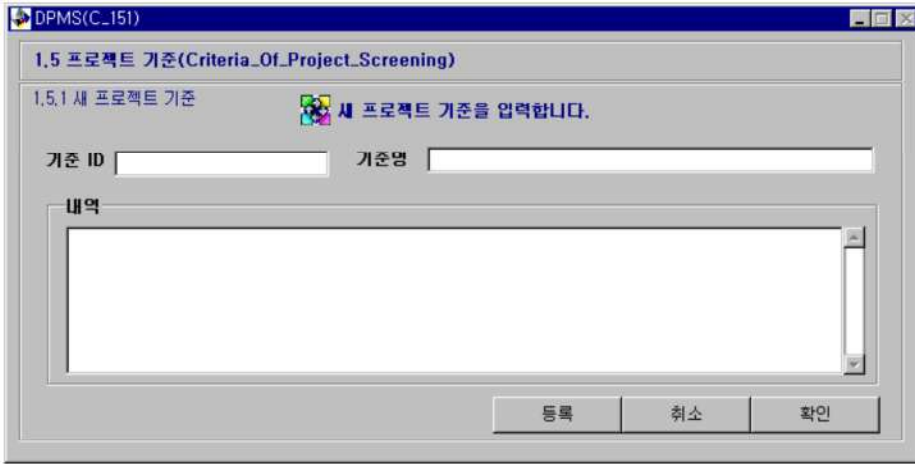 DPMS(C_151)
1.5 프로젝트 기준(Criteria_Of_Project_Screening)
1.5.1 새 프로젝트 기준
새 프로젝트 기준을 입력합니다.
기준 ID 기준명
내역
등록 취소 확인